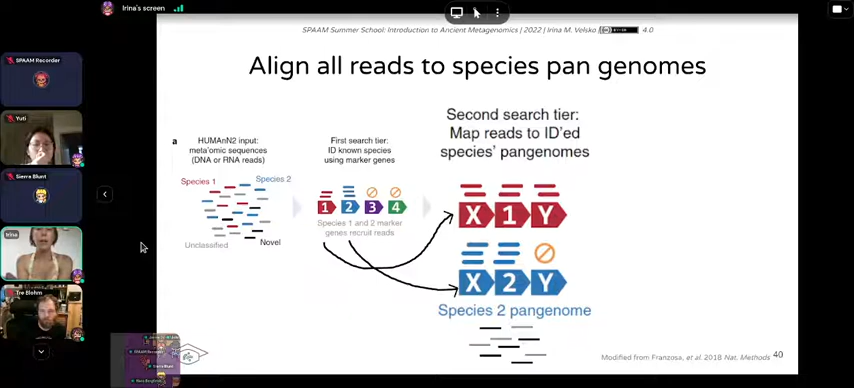 Irina's screen
SPAAM Summer School: Introduction to Ancient Metagenomics | 2022 | Irina M. Velsko 4.0
SPAAM Recorder
Yuti
Sierra Blunt
Irina
Tre Blohm
Align all reads to species pan genomes
a
HUMAnN2 input:
meta'omic sequences
(DNA or RNA reads)
Species 1
Species 2
Unclassified
Novel
First search tier:
ID known species
using marker genes
1 2 3 4
Species 1 and 2 marker
genes recruit reads
Second search tier:
Map reads to ID'ed
species' pangenomes
X 1 Y
X 2 Y
Species 2 pangenome
Modified from Franzosa, et al. 2018 Nat. Methods
40